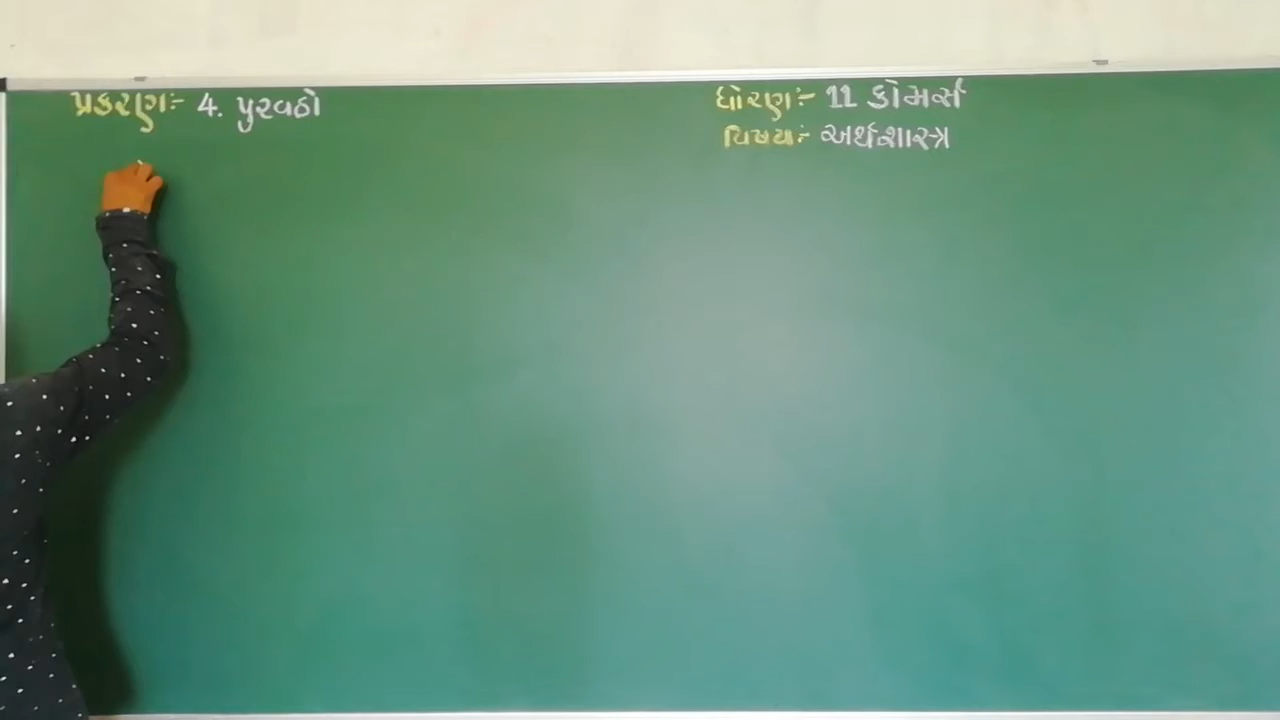 પ્રકરણઃ- 4. પુરવઠો
ધોરણઃ- 11 કોમર્સ
વિષયઃ- અર્થશાસ્ત્ર